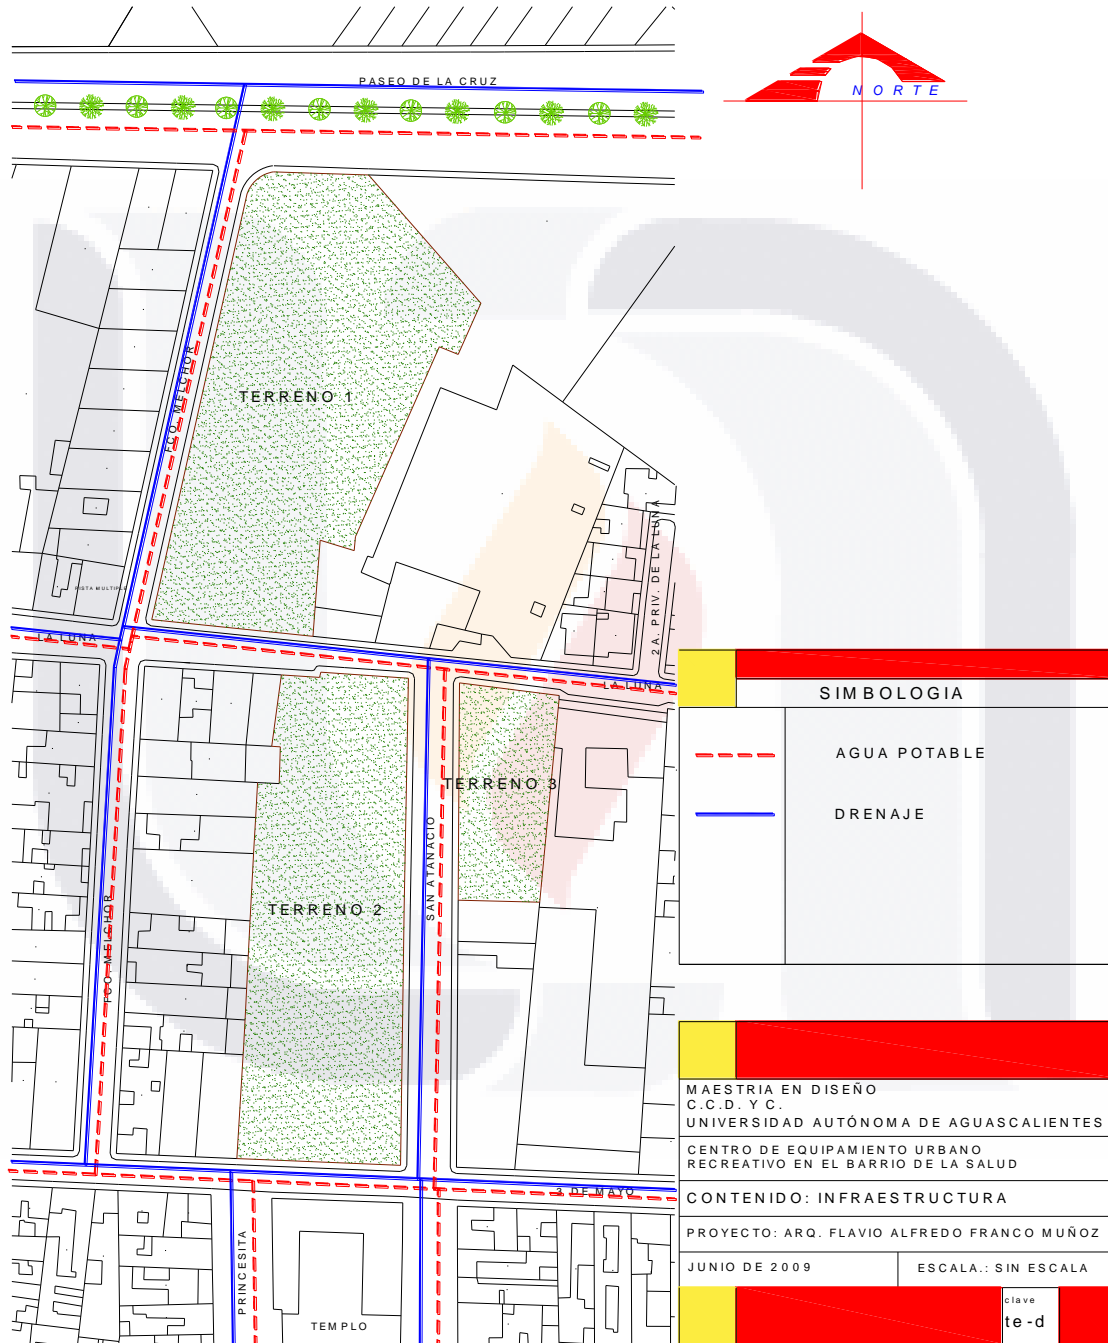 PASEO DE LA CRUZ
NORTE
FCO. MELCHOR
TERRENO 1
2A. PRIV. DE LA LUNA
PISTA MULTIPLE
LA LUNA
LA LUNA
SIMBOLOGIA
AGUA POTABLE
DRENAJE
TERRENO 3
SAN ATANACIO
TERRENO 2
FCO. MELCHOR
2 DE MAYO
PRINCESITA
TEMPLO
MAESTRIA EN DISEÑO
C.C.D. Y C.
UNIVERSIDAD AUTÓNOMA DE AGUASCALIENTES
CENTRO DE EQUIPAMIENTO URBANO
RECREATIVO EN EL BARRIO DE LA SALUD
CONTENIDO: INFRAESTRUCTURA
PROYECTO: ARQ. FLAVIO ALFREDO FRANCO MUÑOZ
JUNIO DE 2009
ESCALA.: SIN ESCALA
clave
te-d